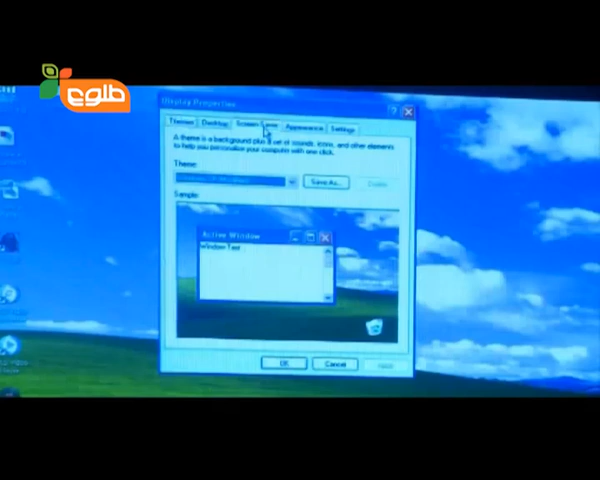 طلوع
Display Properties
Themes Desktop Screen Saver Appearance Settings
A theme is a background plus a set of sounds, icons, and other elements
to help you personalize your computer with one click.
Theme:
Save As...
Delete
Sample:
Active Window
Window Text
OK Cancel Apply